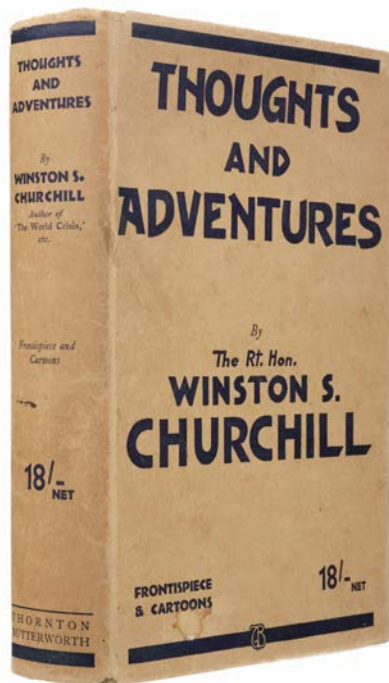 THOUGHTS
AND
ADVENTURES
By
WINSTON S.
CHURCHILL
Author of
'The World Crisis,'
etc.
Frontispiece and
Cartoons
18/-
NET
THORNTON
BUTTERWORTH
THOUGHTS
AND
ADVENTURES
By
The Rt. Hon.
WINSTON S.
CHURCHILL
FRONTISPIECE
& CARTOONS
18/- NET
TB